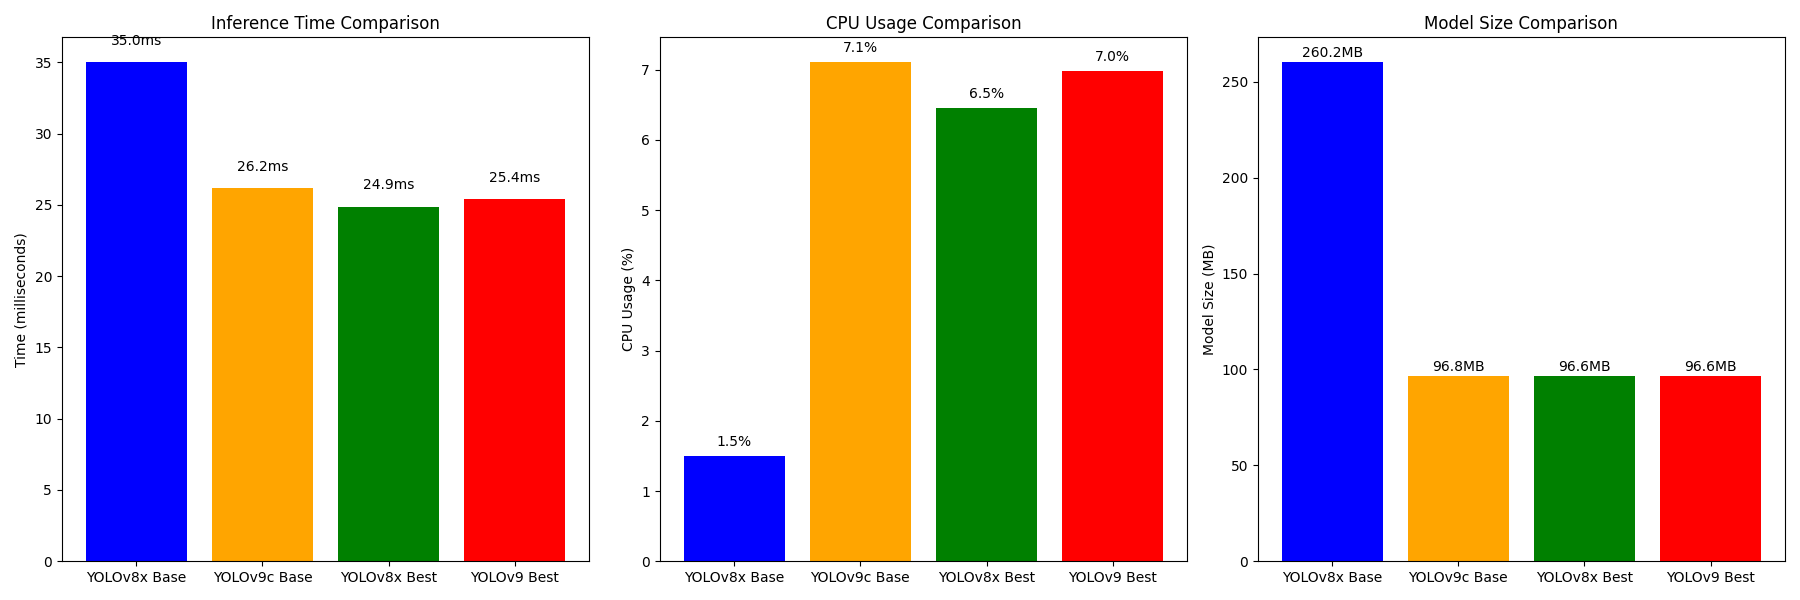 Inference Time Comparison
Time (milliseconds)
35
30
25
20
15
10
5
0
35.0ms
26.2ms
24.9ms
25.4ms
YOLOv8x Base
YOLOv9c Base
YOLOv8x Best
YOLOv9 Best
CPU Usage Comparison
CPU Usage (%)
7
6
5
4
3
2
1
0
1.5%
7.1%
6.5%
7.0%
YOLOv8x Base
YOLOv9c Base
YOLOv8x Best
YOLOv9 Best
Model Size Comparison
Model Size (MB)
250
200
150
100
50
0
260.2MB
96.8MB
96.6MB
96.6MB
YOLOv8x Base
YOLOv9c Base
YOLOv8x Best
YOLOv9 Best